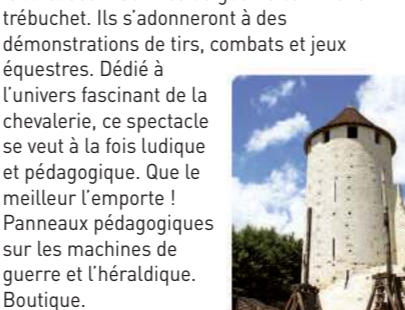 trébuchet. Ils s’adonneront à des
démonstrations de tirs, combats et jeux
équestres. Dédié à
l’univers fascinant de la
chevalerie, ce spectacle
se veut à la fois ludique
et pédagogique. Que le
meilleur l’emporte !
Panneaux pédagogiques
sur les machines de
guerre et l’héraldique.
Boutique.